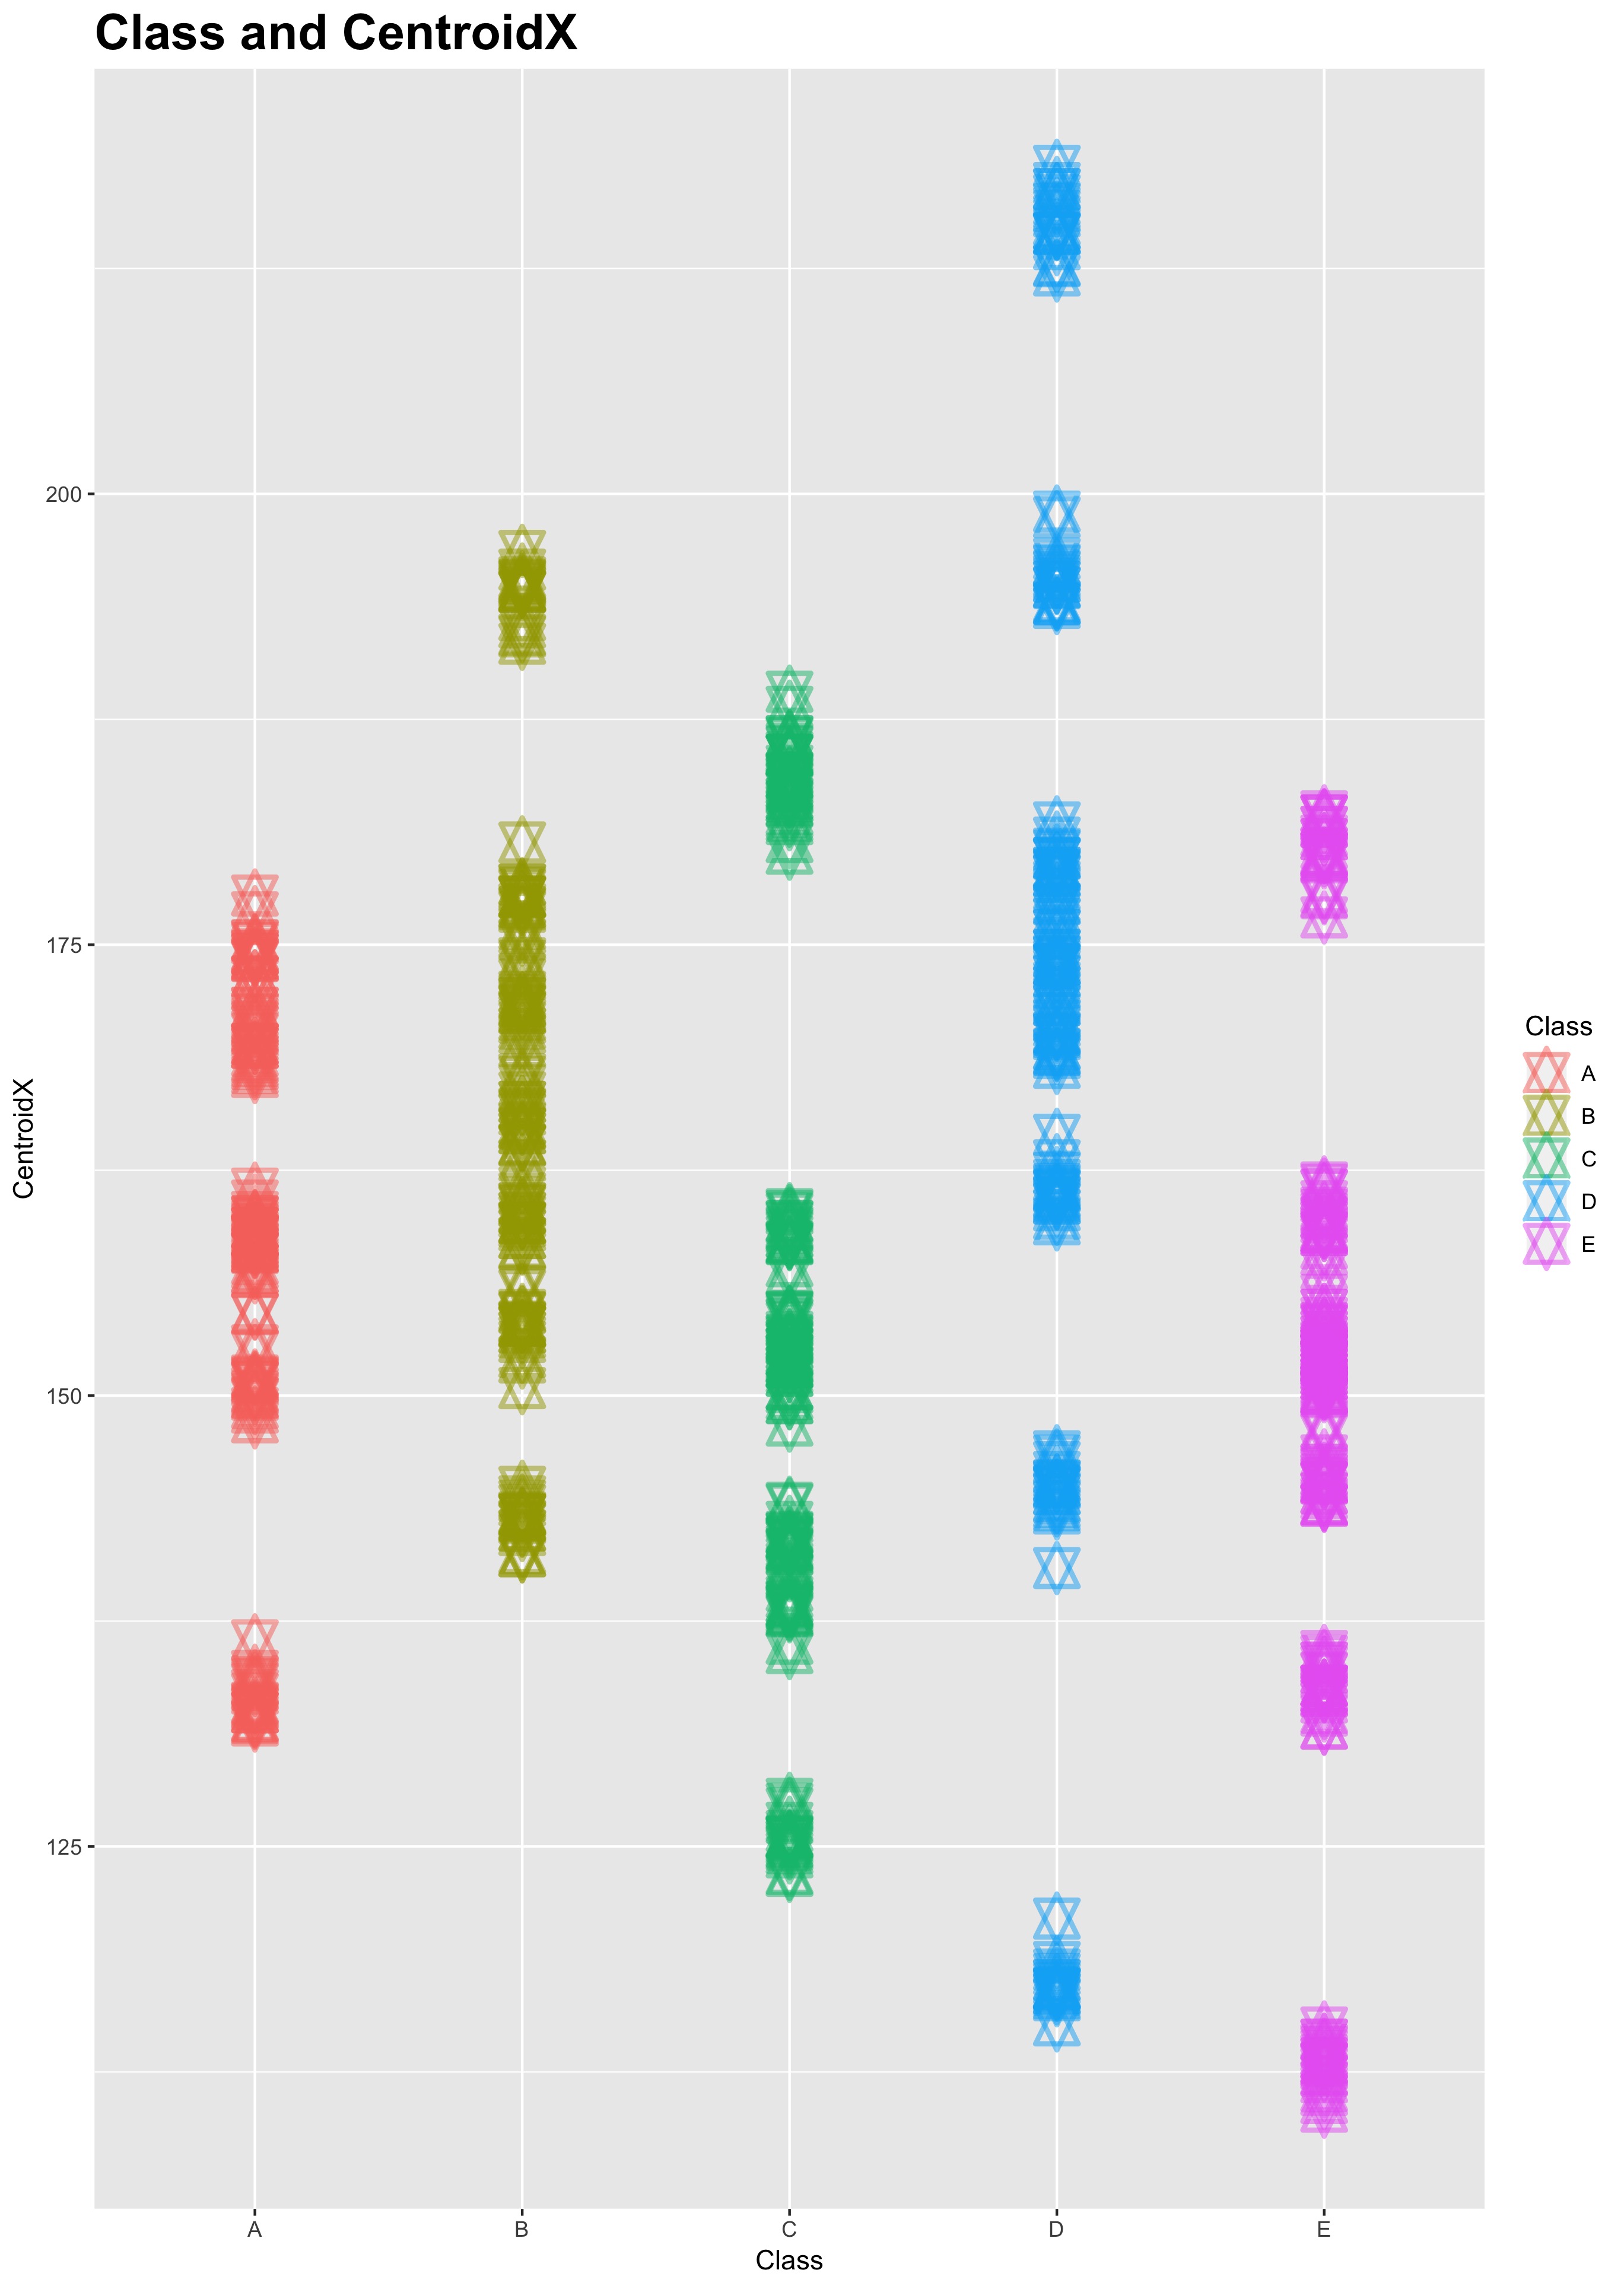 Class and CentroidX
CentroidX
200
175
150
125
A B C D E
Class
Class
A
B
C
D
E